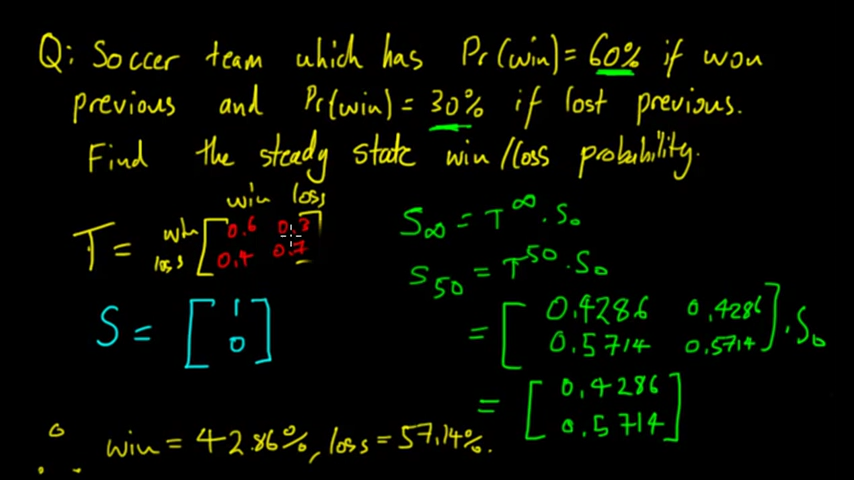 Q: Soccer team which has Pr(win) = 60% if won
previous and Pr(win) = 30% if lost previous.
Find the steady state win/loss probability.
win loss
T = win [ 0.6 0.3
loss 0.4 0.7 ]
S = [ 1
0 ]
S∞ = T^∞ . S₀
S₅₀ = T^50 . S₀
= [ 0.4286 0.4286
0.5714 0.5714 ] . S₀
= [ 0.4286
0.5714 ]
∴ win = 42.86%, loss = 57.14%.